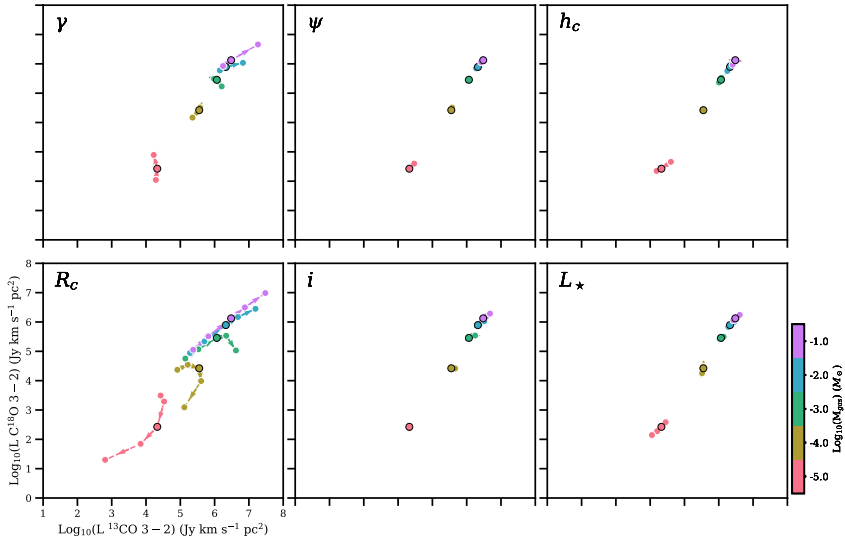 γ
ψ
h_c
R_c
i
L_★
8
7
6
5
4
3
2
1
0
1 2 3 4 5 6 7 8
Log₁₀(L C¹⁸O 3−2) (Jy km s⁻¹ pc²)
Log₁₀(L ¹³CO 3−2) (Jy km s⁻¹ pc²)
-1.0
-2.0
-3.0
-4.0
-5.0
Log₁₀(M_gas) (M_⊙)